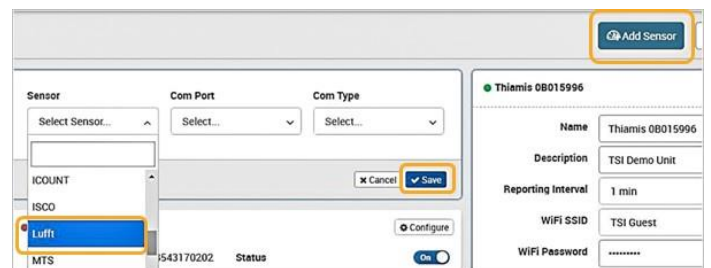 Add Sensor
Sensor Com Port Com Type
Select Sensor... Select... Select...
ICOUNT
ISCO
Lufft
MTS
Cancel Save
Configure
543170202 Status On
Thiamis 0B015996
Name Thiamis 0B015996
Description TSI Demo Unit
Reporting Interval 1 min
WiFi SSID TSI Guest
WiFi Password •••••••••